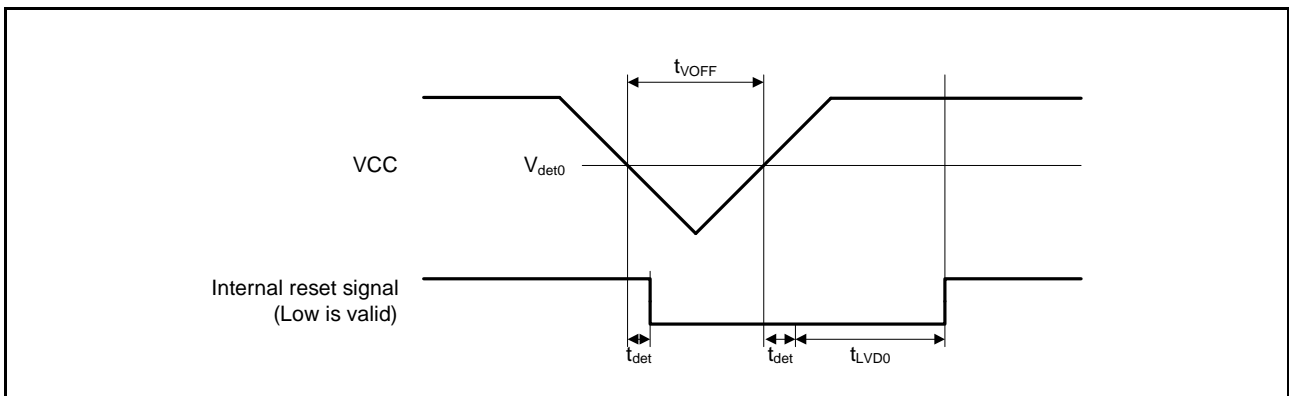 tVOFF
VCC
Vdet0
Internal reset signal
(Low is valid)
tdet
tdet
tLVD0